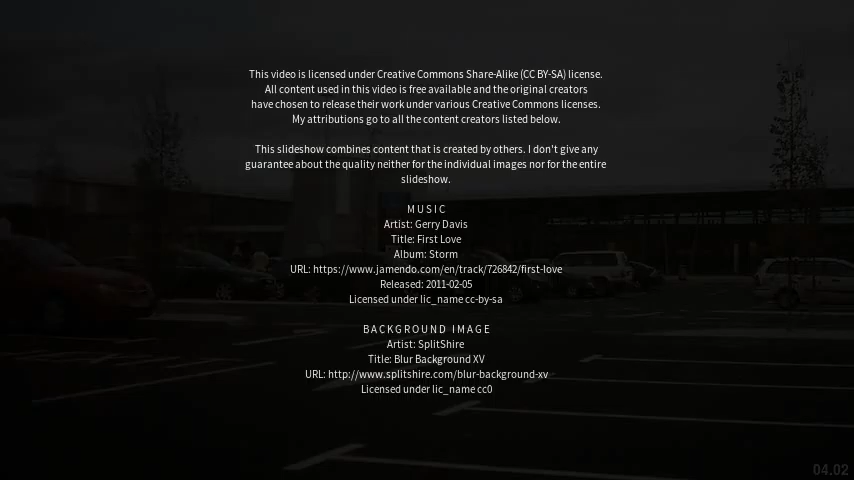 This video is licensed under Creative Commons Share-Alike (CC BY-SA) license.
All content used in this video is free available and the original creators
have chosen to release their work under various Creative Commons licenses.
My attributions go to all the content creators listed below.
This slideshow combines content that is created by others. I don't give any
guarantee about the quality neither for the individual images nor for the entire
slideshow.
MUSIC
Artist: Gerry Davis
Title: First Love
Album: Storm
URL: https://www.jamendo.com/en/track/726842/first-love
Released: 2011-02-05
Licensed under lic_name cc-by-sa
BACKGROUND IMAGE
Artist: SplitShire
Title: Blur Background XV
URL: http://www.splitshire.com/blur-background-xv
Licensed under lic_name cc0
04.02